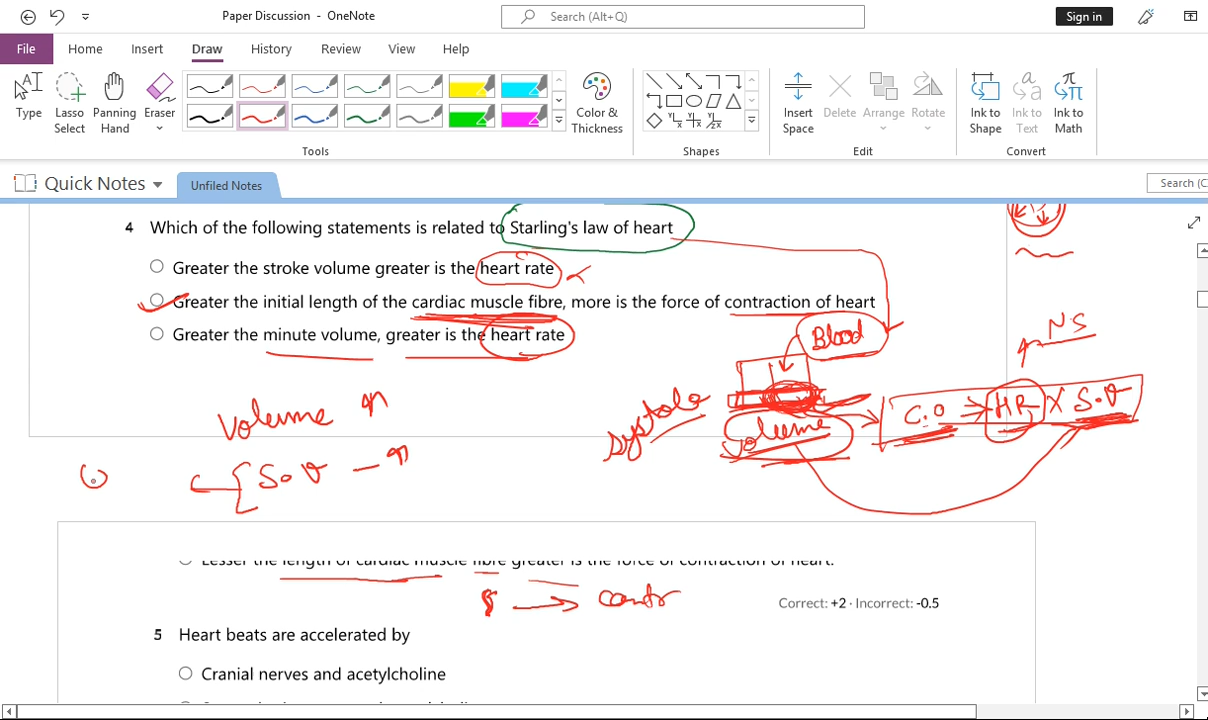 Paper Discussion - OneNote
Search (Alt+Q)
Sign in
File Home Insert Draw History Review View Help
Type
Lasso Select
Panning Hand
Eraser
Color & Thickness
Insert Space
Delete
Arrange
Rotate
Ink to Shape
Ink to Text
Ink to Math
Tools
Shapes
Edit
Convert
Quick Notes
Unfiled Notes
Search (C
4 Which of the following statements is related to Starling's law of heart
Greater the stroke volume greater is the heart rate
Greater the initial length of the cardiac muscle fibre, more is the force of contraction of heart
Greater the minute volume, greater is the heart rate
Blood
NS
systole
volume
C.O => HR x S.V
Volume ↑
S.V - ↑
Lesser the length of cardiac muscle fibre greater is the force of contraction of heart.
contr
Correct: +2 · Incorrect: -0.5
5 Heart beats are accelerated by
Cranial nerves and acetylcholine